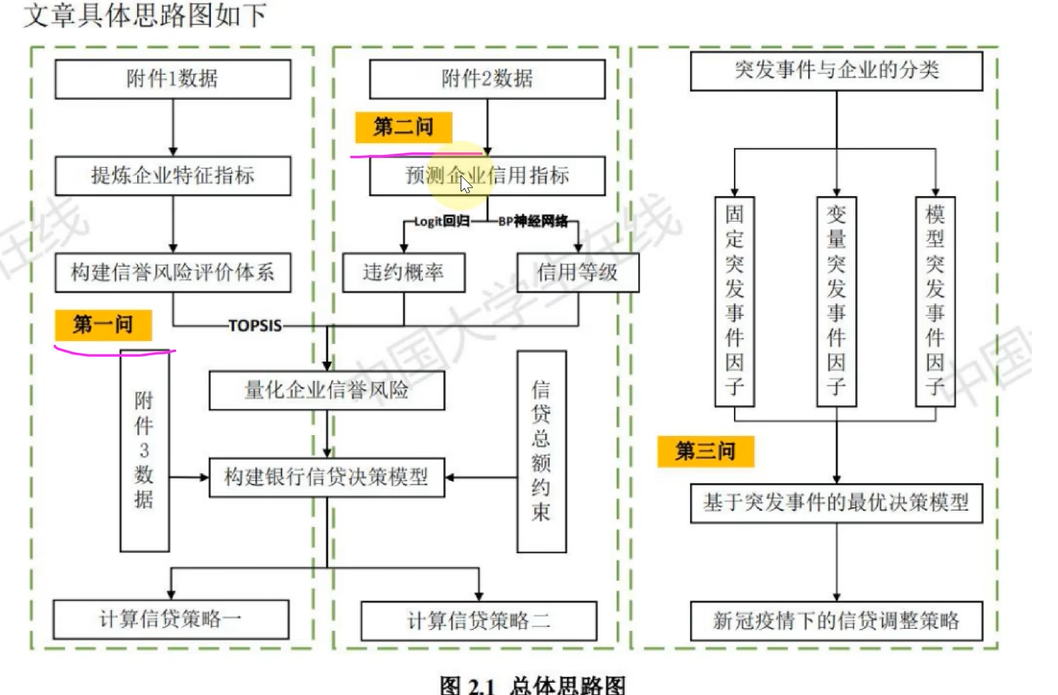 文章具体思路图如下
附件1数据
提炼企业特征指标
构建信誉风险评价体系
第一问
附件2数据
第二问
预测企业信用指标
Logit回归
BP神经网络
违约概率
信用等级
TOPSIS
量化企业信誉风险
附件3数据
构建银行信贷决策模型
信贷总额约束
计算信贷策略一
计算信贷策略二
突发事件与企业的分类
固定突发事件因子
变量突发事件因子
模型突发事件因子
第三问
基于突发事件的最优决策模型
新冠疫情下的信贷调整策略
图 2.1 总体思路图
在线
中国大学生在线
中国